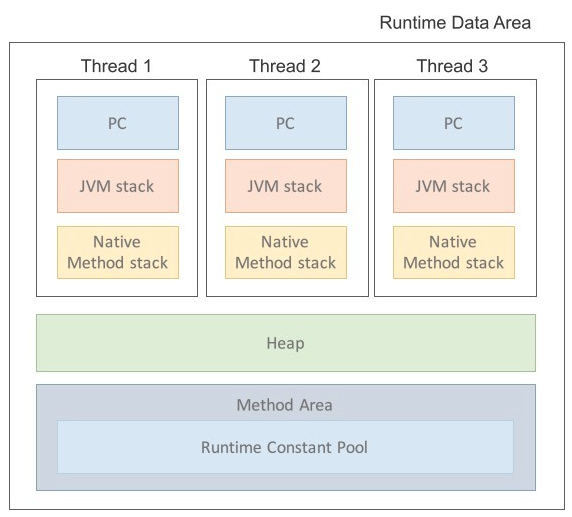 Runtime Data Area
Thread 1
Thread 2
Thread 3
PC
PC
PC
JVM stack
JVM stack
JVM stack
Native
Method stack
Native
Method stack
Native
Method stack
Heap
Method Area
Runtime Constant Pool